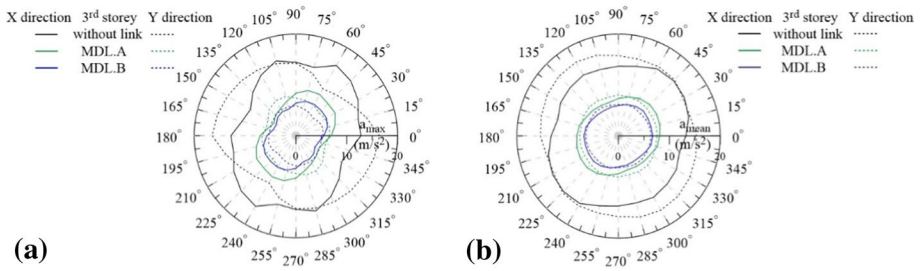 X direction 3rd storey Y direction
without link
MDL.A
MDL.B
90°
105° 75°
120° 60°
135° 45°
150° 30°
165° 15°
180° 0°
195° 345°
210° 330°
225° 315°
240° 300°
255° 270° 285°
a max
(m/s²)
0 10 20
(a)
X direction 3rd storey Y direction
without link
MDL.A
MDL.B
90°
105° 75°
120° 60°
135° 45°
150° 30°
165° 15°
180° 0°
195° 345°
210° 330°
225° 315°
240° 300°
255° 270° 285°
a mean
(m/s²)
0 10 20
(b)